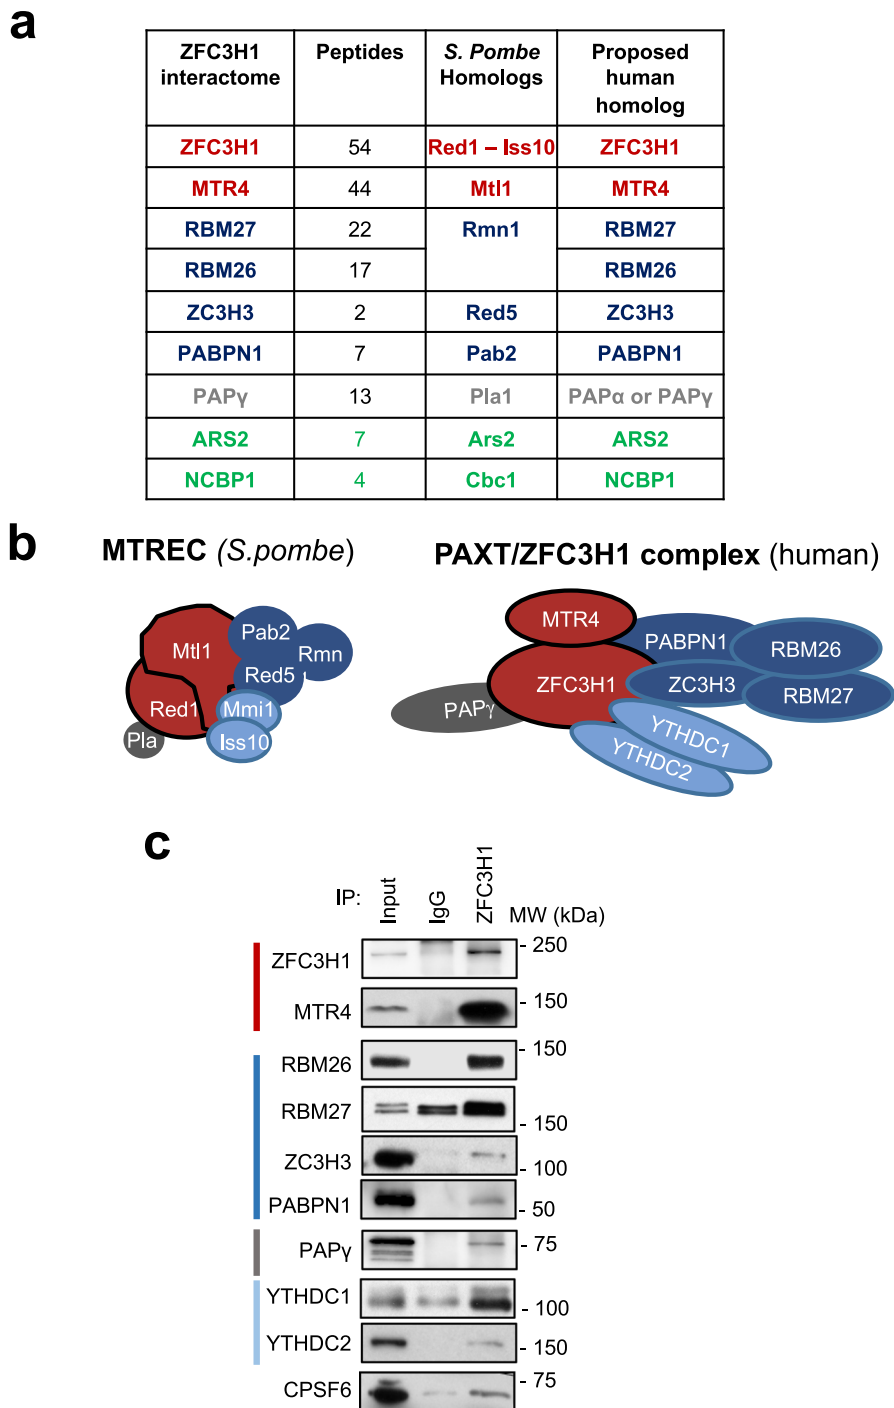 a
ZFC3H1 interactome Peptides S. Pombe Homologs Proposed human homolog
ZFC3H1 54 Red1 – Iss10 ZFC3H1
MTR4 44 Mtl1 MTR4
RBM27 22 Rmn1 RBM27
RBM26 17 RBM26
ZC3H3 2 Red5 ZC3H3
PABPN1 7 Pab2 PABPN1
PAPγ 13 Pla1 PAPα or PAPγ
ARS2 7 Ars2 ARS2
NCBP1 4 Cbc1 NCBP1
b
MTREC (S.pombe)
Mtl1
Pab2
Rmn
1
Red5
Red1
Mmi1
Iss10
Pla
PAXT/ZFC3H1 complex (human)
MTR4
PABPN1
RBM26
ZFC3H1
ZC3H3
RBM27
PAPγ
YTHDC1
YTHDC2
c
IP: Input IgG ZFC3H1 MW (kDa)
ZFC3H1 - 250
MTR4 - 150
RBM26 - 150
RBM27 - 150
ZC3H3 - 100
PABPN1 - 50
PAPγ - 75
YTHDC1 - 100
YTHDC2 - 150
CPSF6 - 75